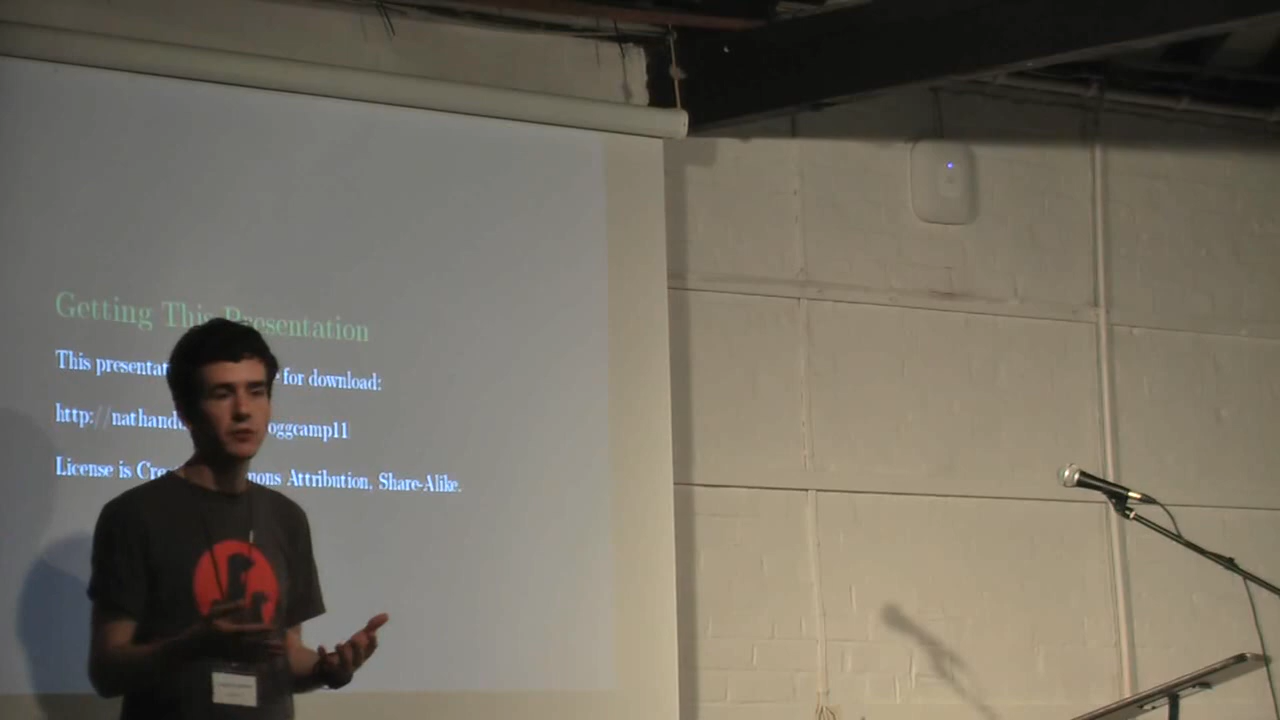 Getting This Presentation
This presentat for download:
http://nathand oggcamp11
License is Cre mons Attribution, Share-Alike.